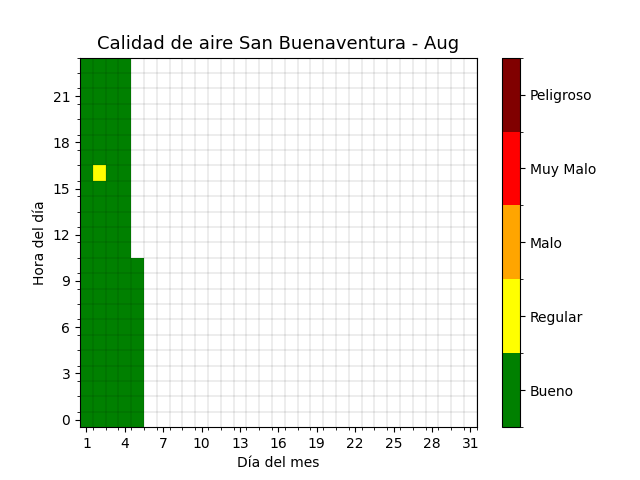 Calidad de aire San Buenaventura - Aug
Hora del día
21
18
15
12
9
6
3
0
1 4 7 10 13 16 19 22 25 28 31
Día del mes
Peligroso
Muy Malo
Malo
Regular
Bueno